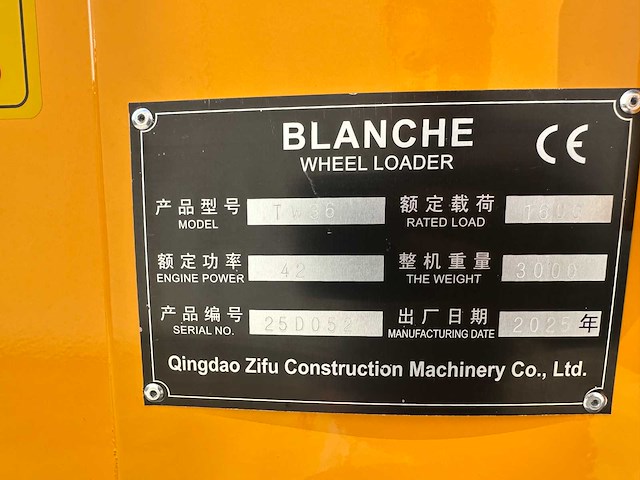 BLANCHE
CE
WHEEL LOADER
产品型号 TW36 额定载荷
MODEL RATED LOAD
额定功率 42 整机重量 3000
ENGINE POWER THE WEIGHT
产品编号 出厂日期 2025年
SERIAL NO. MANUFACTURING DATE
Qingdao Zifu Construction Machinery Co., Ltd.